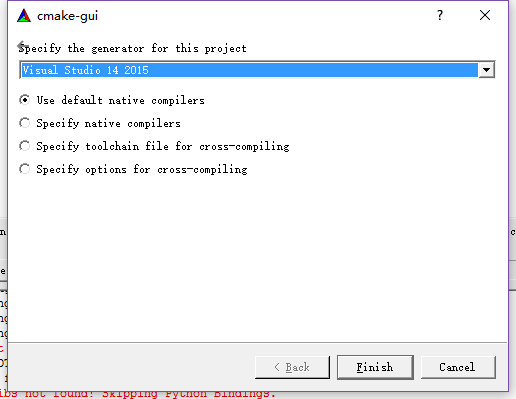 cmake-gui
Specify the generator for this project
Visual Studio 14 2015
Use default native compilers
Specify native compilers
Specify toolchain file for cross-compiling
Specify options for cross-compiling
< Back
Finish
Cancel
not found: Skipping Python Bindings.